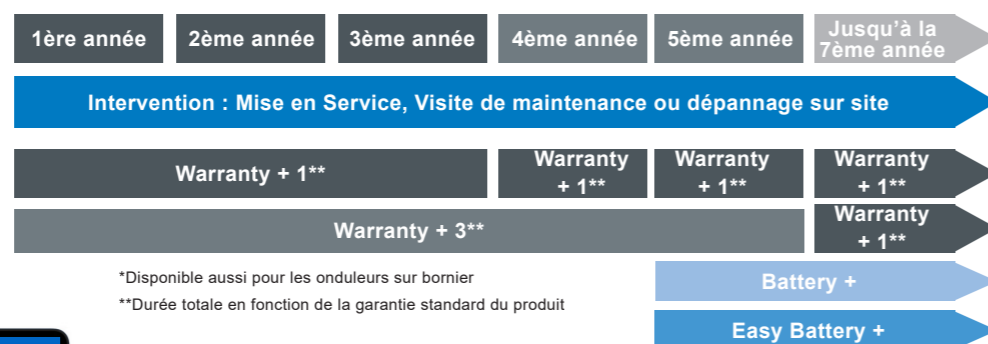 1ère année 2ème année 3ème année 4ème année 5ème année Jusqu’à la
7ème année
Intervention : Mise en Service, Visite de maintenance ou dépannage sur site
Warranty + 1** Warranty Warranty Warranty
+ 1** + 1** + 1**
Warranty + 3** Warranty
+ 1**
*Disponible aussi pour les onduleurs sur bornier
Battery +
**Durée totale en fonction de la garantie standard du produit
Easy Battery +